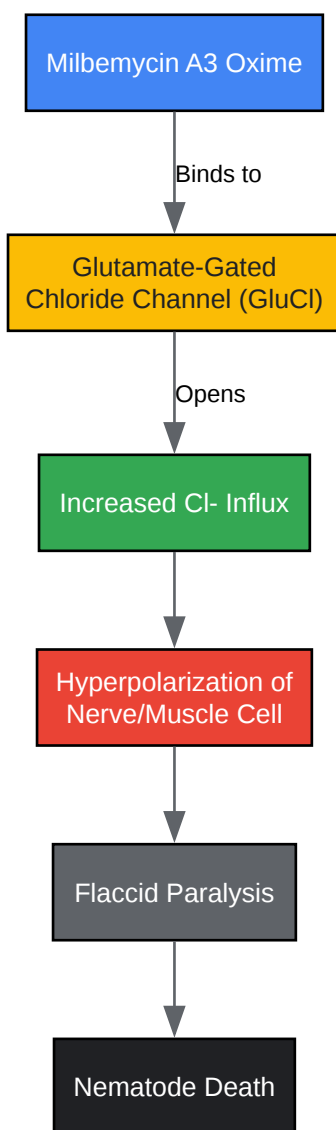 Milbemycin A3 Oxime
Binds to
Glutamate-Gated
Chloride Channel (GluCl)
Opens
Increased Cl- Influx
Hyperpolarization of
Nerve/Muscle Cell
Flaccid Paralysis
Nematode Death